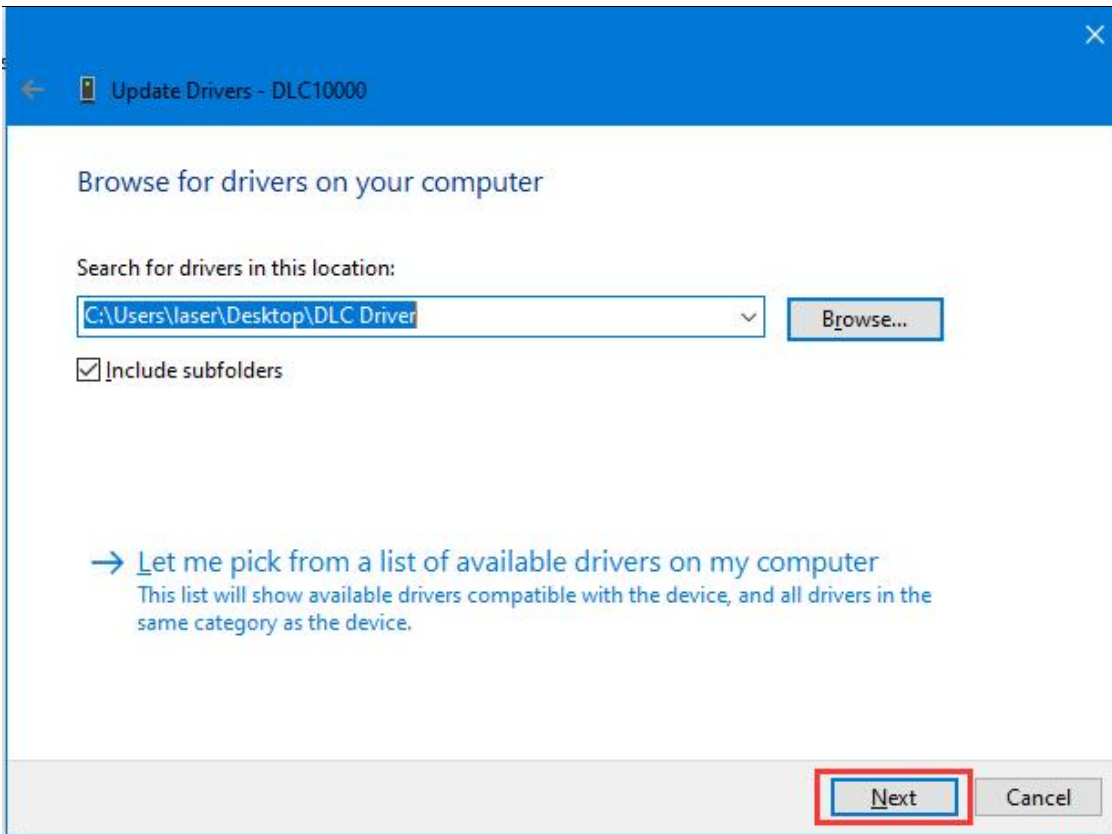 Update Drivers - DLC10000
Browse for drivers on your computer
Search for drivers in this location:
C:\Users\laser\Desktop\DLC Driver
Browse...
Include subfolders
Let me pick from a list of available drivers on my computer
This list will show available drivers compatible with the device, and all drivers in the
same category as the device.
Next
Cancel